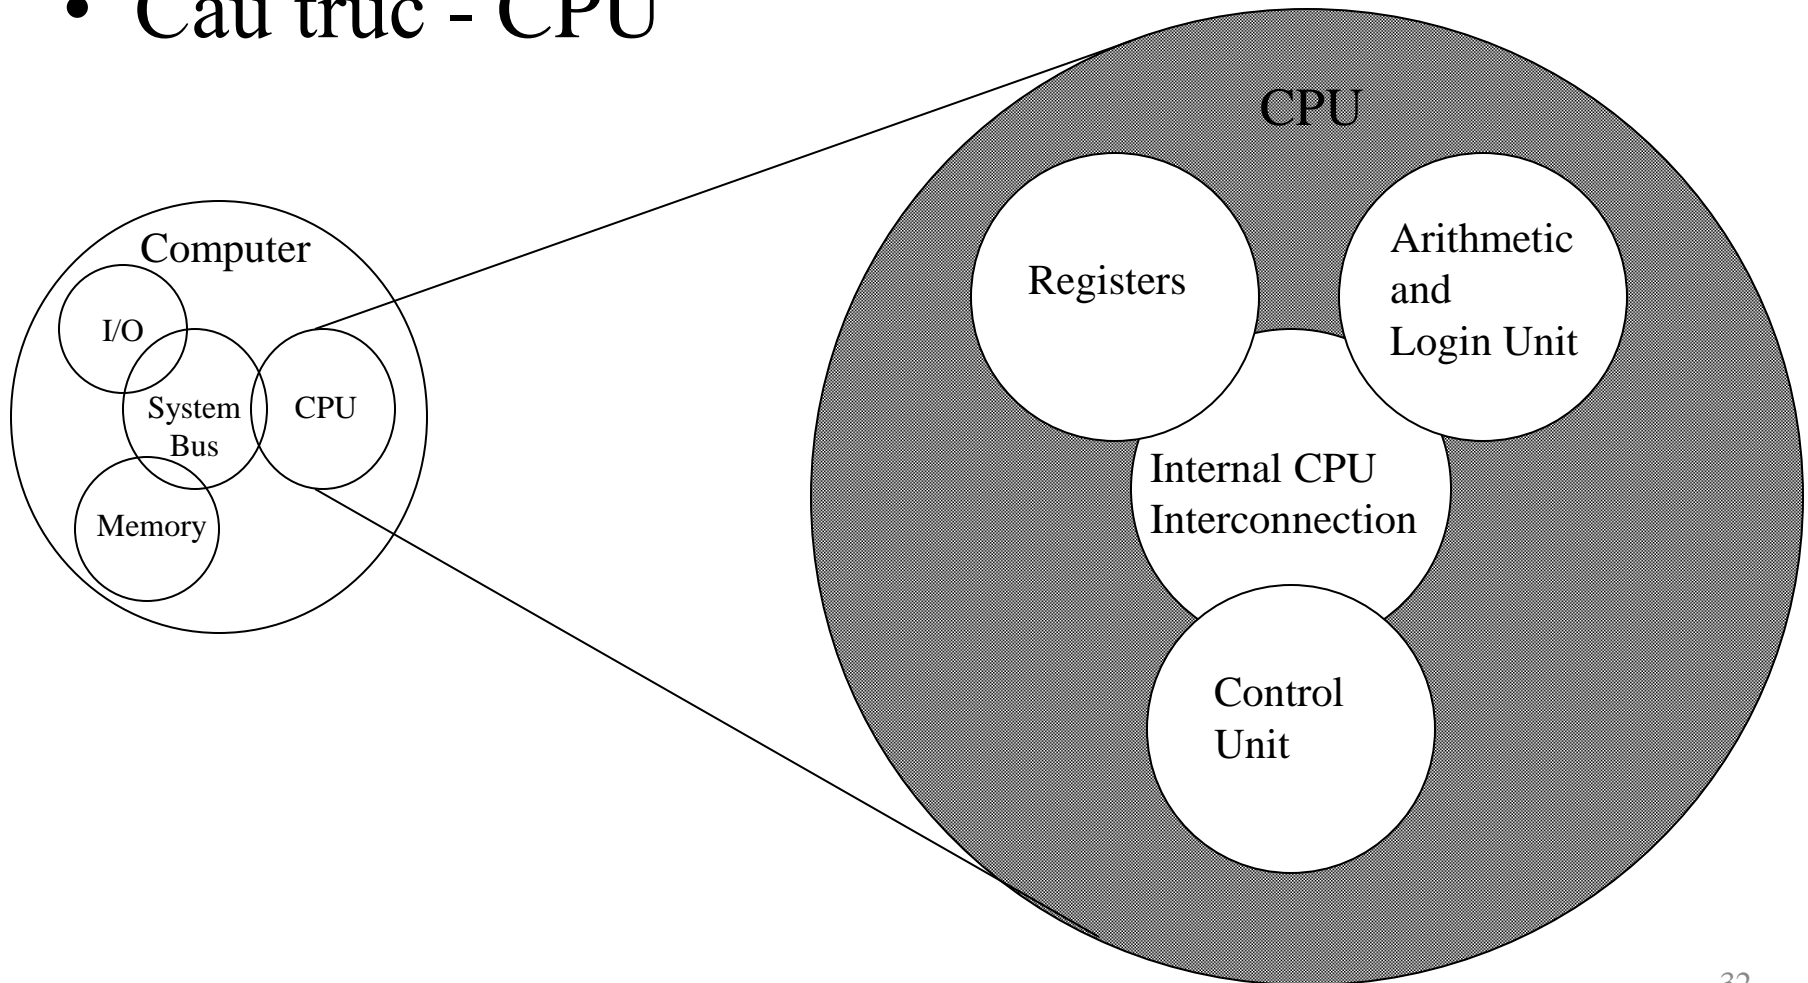 • Cấu trúc - CPU
CPU
Computer
I/O
System
Bus
CPU
Memory
Registers
Arithmetic
and
Login Unit
Internal CPU
Interconnection
Control
Unit
32